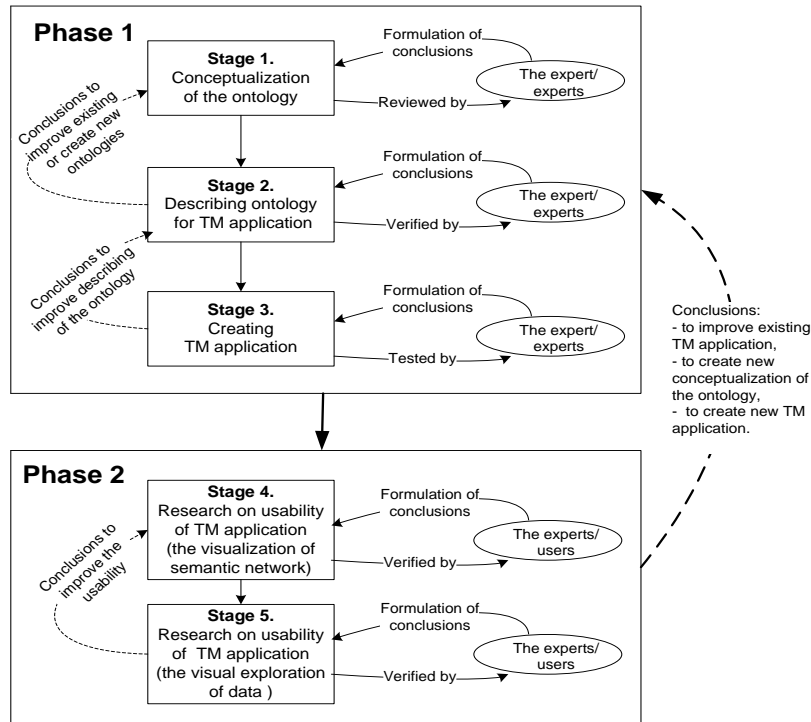 Phase 1
Stage 1.
Conceptualization
of the ontology
Formulation of
conclusions
The expert/
experts
Reviewed by
Conclusions to
improve existing
or create new
ontologies
Stage 2.
Describing ontology
for TM application
Formulation of
conclusions
The expert/
experts
Verified by
Conclusions to
improve describing
of the ontology
Stage 3.
Creating
TM application
Formulation of
conclusions
The expert/
experts
Tested by
Conclusions:
- to improve existing
TM application,
- to create new
conceptualization of
the ontology,
- to create new TM
application.
Phase 2
Stage 4.
Research on usability
of TM application
(the visualization of
semantic network)
Formulation of
conclusions
The experts/
users
Verified by
Conclusions to
improve the
usability
Stage 5.
Research on usability
of TM application
(the visual exploration
of data )
Formulation of
conclusions
The experts/
users
Verified by